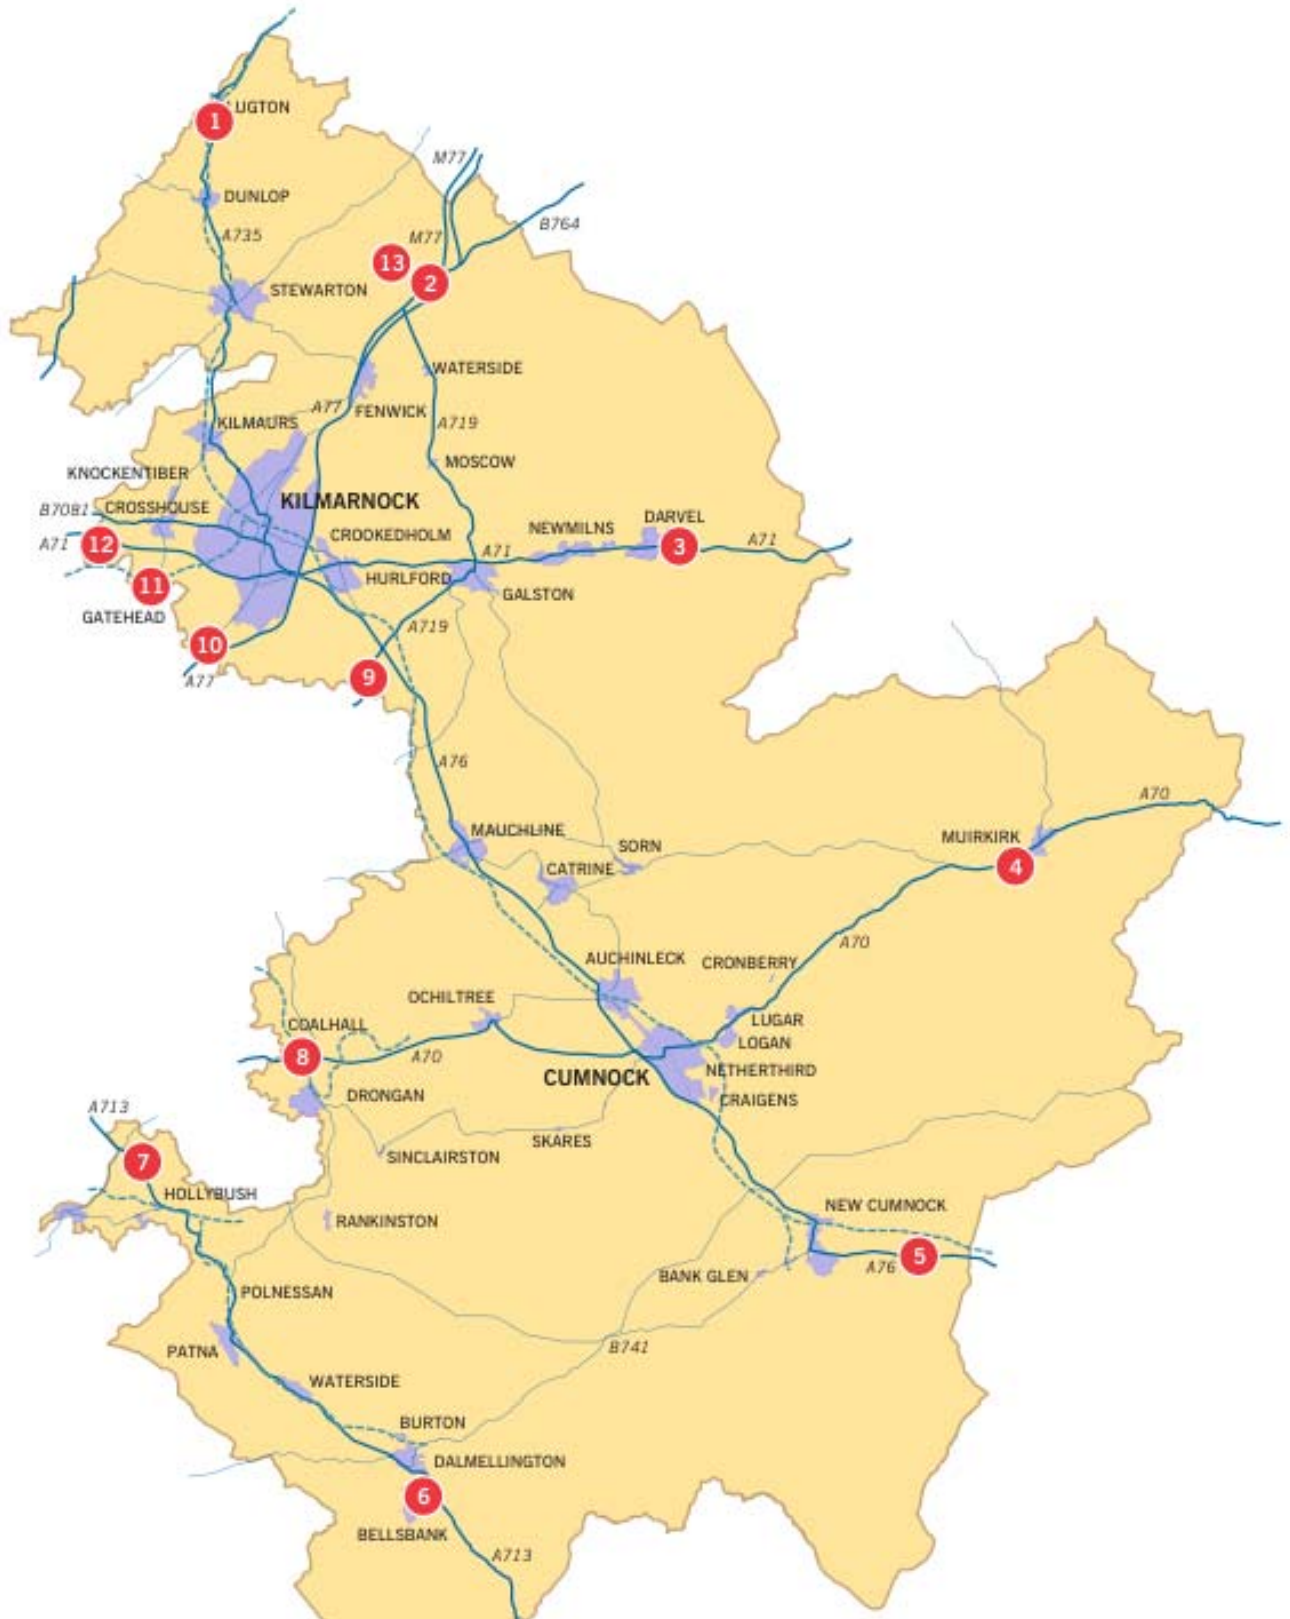 UGTON
1
M77
DUNLOP
B764
A735
M77
13
2
STEWARTON
WATERSIDE
A77
FENWICK
KILMAURS
A719
MOSCOW
KNOCKENTIBER
KILMARNOCK
B7081
CROSSHOUSE
DARVEL
NEWMILNS
CROOKEDHOLM
A71
12
A71
3
A71
HURLFORD
11
GALSTON
GATEHEAD
A719
10
A77
9
A76
A70
MAUCHLINE
MUIRKIRK
SORN
CATRINE
4
A70
AUCHINLECK
CRONBERRY
OCHILTREE
LUGAR
COALHALL
LOGAN
8
A70
NETHERTHIRD
CUMNOCK
DRONGAN
CRAIGENS
A713
SKARES
SINCLAIRSTON
7
HOLLYBUSH
NEW CUMNOCK
RANKINSTON
5
A76
BANK GLEN
POLNESSAN
B741
PATNA
WATERSIDE
BURTON
DALMELLINGTON
6
BELLSBANK
A713